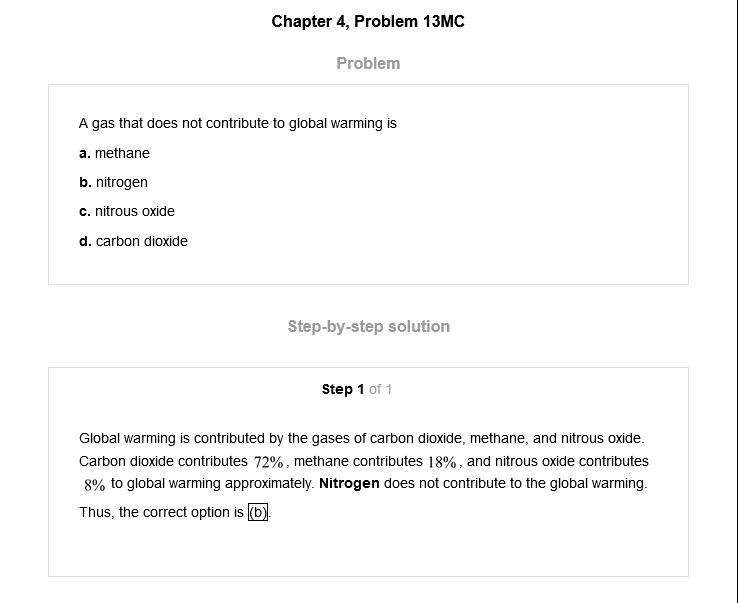 Chapter 4, Problem 13MC
Problem
A gas that does not contribute to global warming is
a. methane
b. nitrogen
c. nitrous oxide
d. carbon dioxide
Step-by-step solution
Step 1 of 1
Global warming is contributed by the gases of carbon dioxide, methane, and nitrous oxide.
Carbon dioxide contributes 72%, methane contributes 18%, and nitrous oxide contributes
8% to global warming approximately. Nitrogen does not contribute to the global warming.
Thus, the correct option is (b).